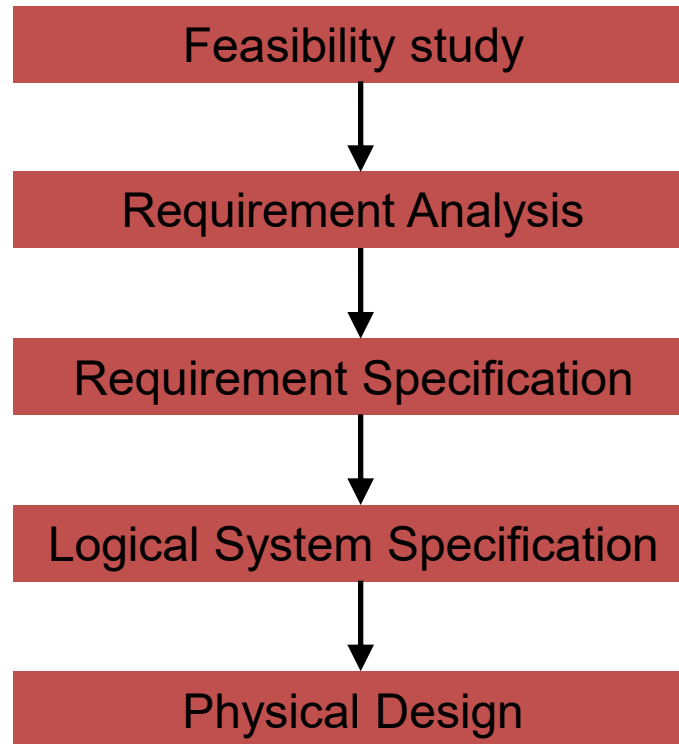 Feasibility study
Requirement Analysis
Requirement Specification
Logical System Specification
Physical Design